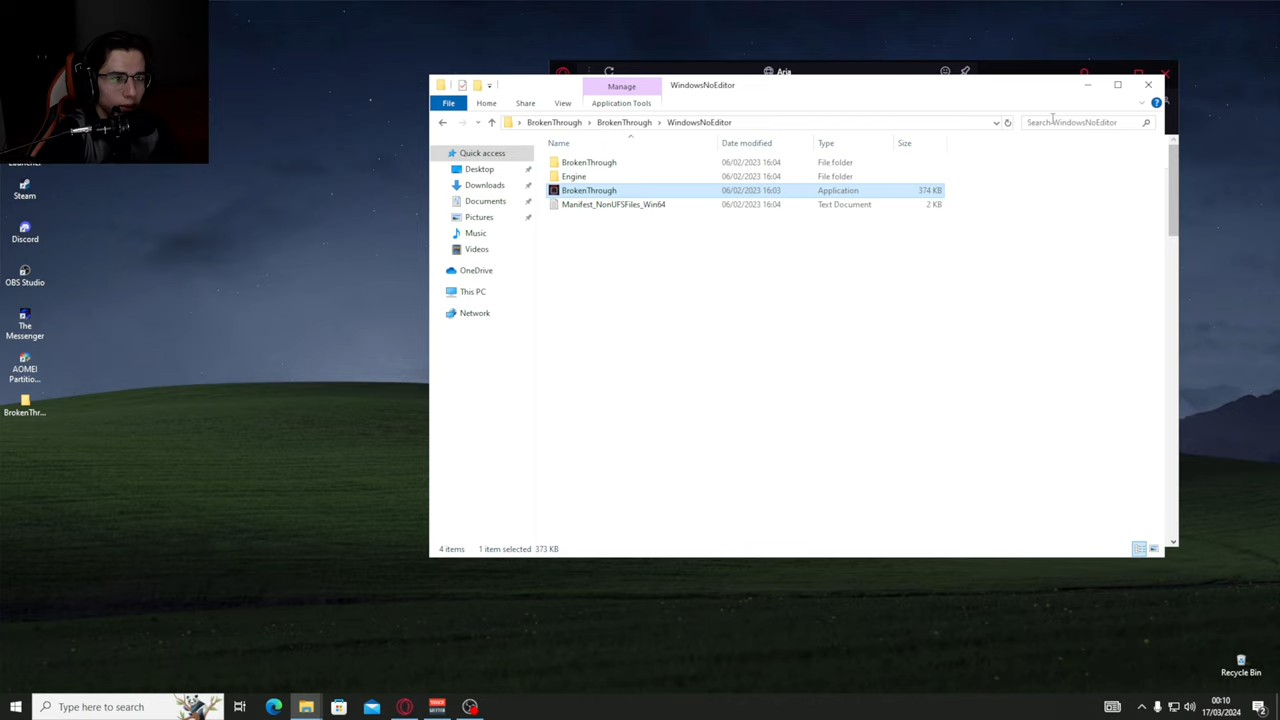 Aria
Manage
WindowsNoEditor
File
Home
Share
View
Application Tools
BrokenThrough
BrokenThrough
WindowsNoEditor
Search WindowsNoEditor
Name
Date modified
Type
Size
Quick access
Desktop
Downloads
Documents
Pictures
Music
Videos
OneDrive
This PC
Network
BrokenThrough 06/02/2023 16:04 File folder
Engine 06/02/2023 16:04 File folder
BrokenThrough 06/02/2023 16:03 Application 374 KB
Manifest_NonUFSFiles_Win64 06/02/2023 16:04 Text Document 2 KB
4 items 1 item selected 373 KB
Steam
Discord
OBS Studio
The
Messenger
AOMEI
Partitio...
BrokenThr...
Recycle Bin
Type here to search
00:10
17/03/2024
2